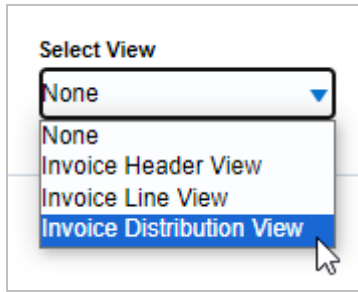 Select View
None
None
Invoice Header View
Invoice Line View
Invoice Distribution View